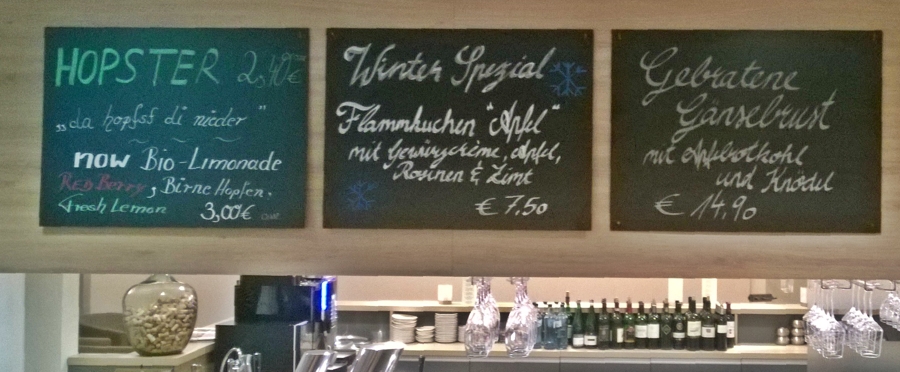 HOPSTER 2,40€
„da hopfst di nieder"
now Bio-Limonade
Red Berry, Birne Hopfen,
Fresh Lemon 3,00€
Winter Spezial
Flammkuchen "Apfel"
mit Gewürzcrème, Apfel,
Rosinen & Zimt
€ 7,50
Gebratene
Gänsebrust
mit Apfelrotkohl
und Knödel
€ 14,90